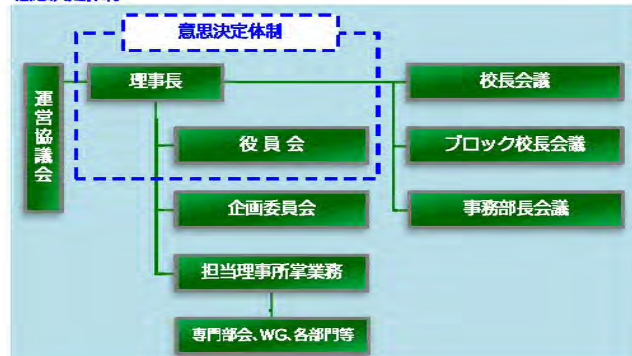 意思決定体制
理事長
校長会議
運営協議会
役員会
ブロック校長会議
企画委員会
事務部長会議
担当理事所掌業務
専門部会、WG、各部門等